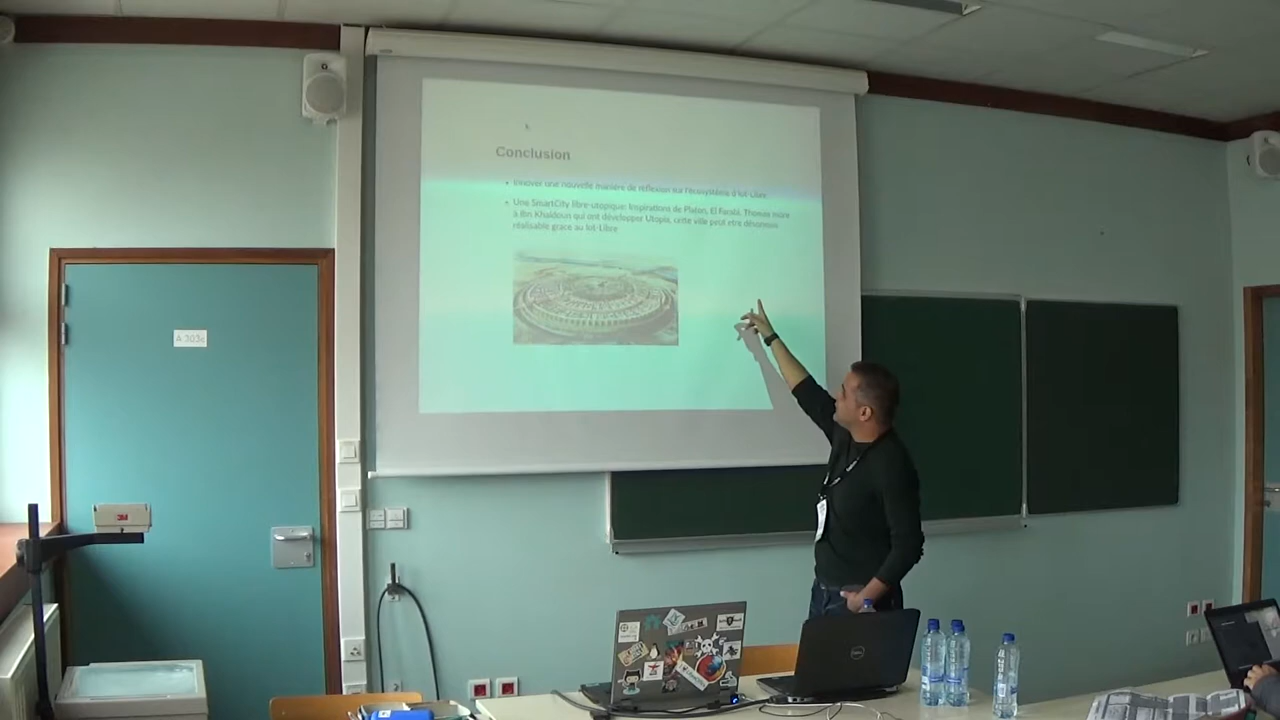 Conclusion
Innover une nouvelle manière de réflexion sur l'écosystème à Iot-Libre
Une SmartCity libre utopique: Inspirations de Platon, El Farabi, Thomas
à Ibn Khaldoun qui ont développer Utopia, cette ville peut etre désormais
réalisable grace au Iot-Libre
A 303c
3M
DELL